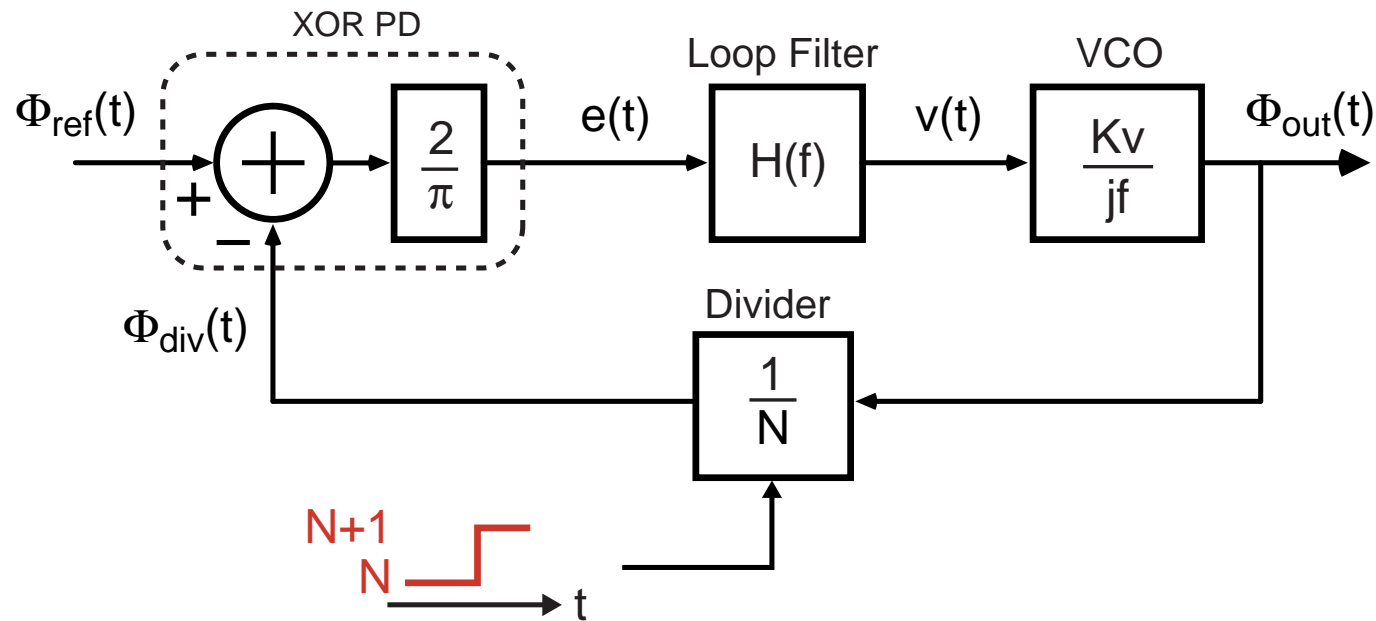 XOR PD
Loop Filter
VCO
Φref(t)
+
−
2
π
e(t)
H(f)
v(t)
Kv
jf
Φout(t)
Φdiv(t)
Divider
1
N
N+1
N
t